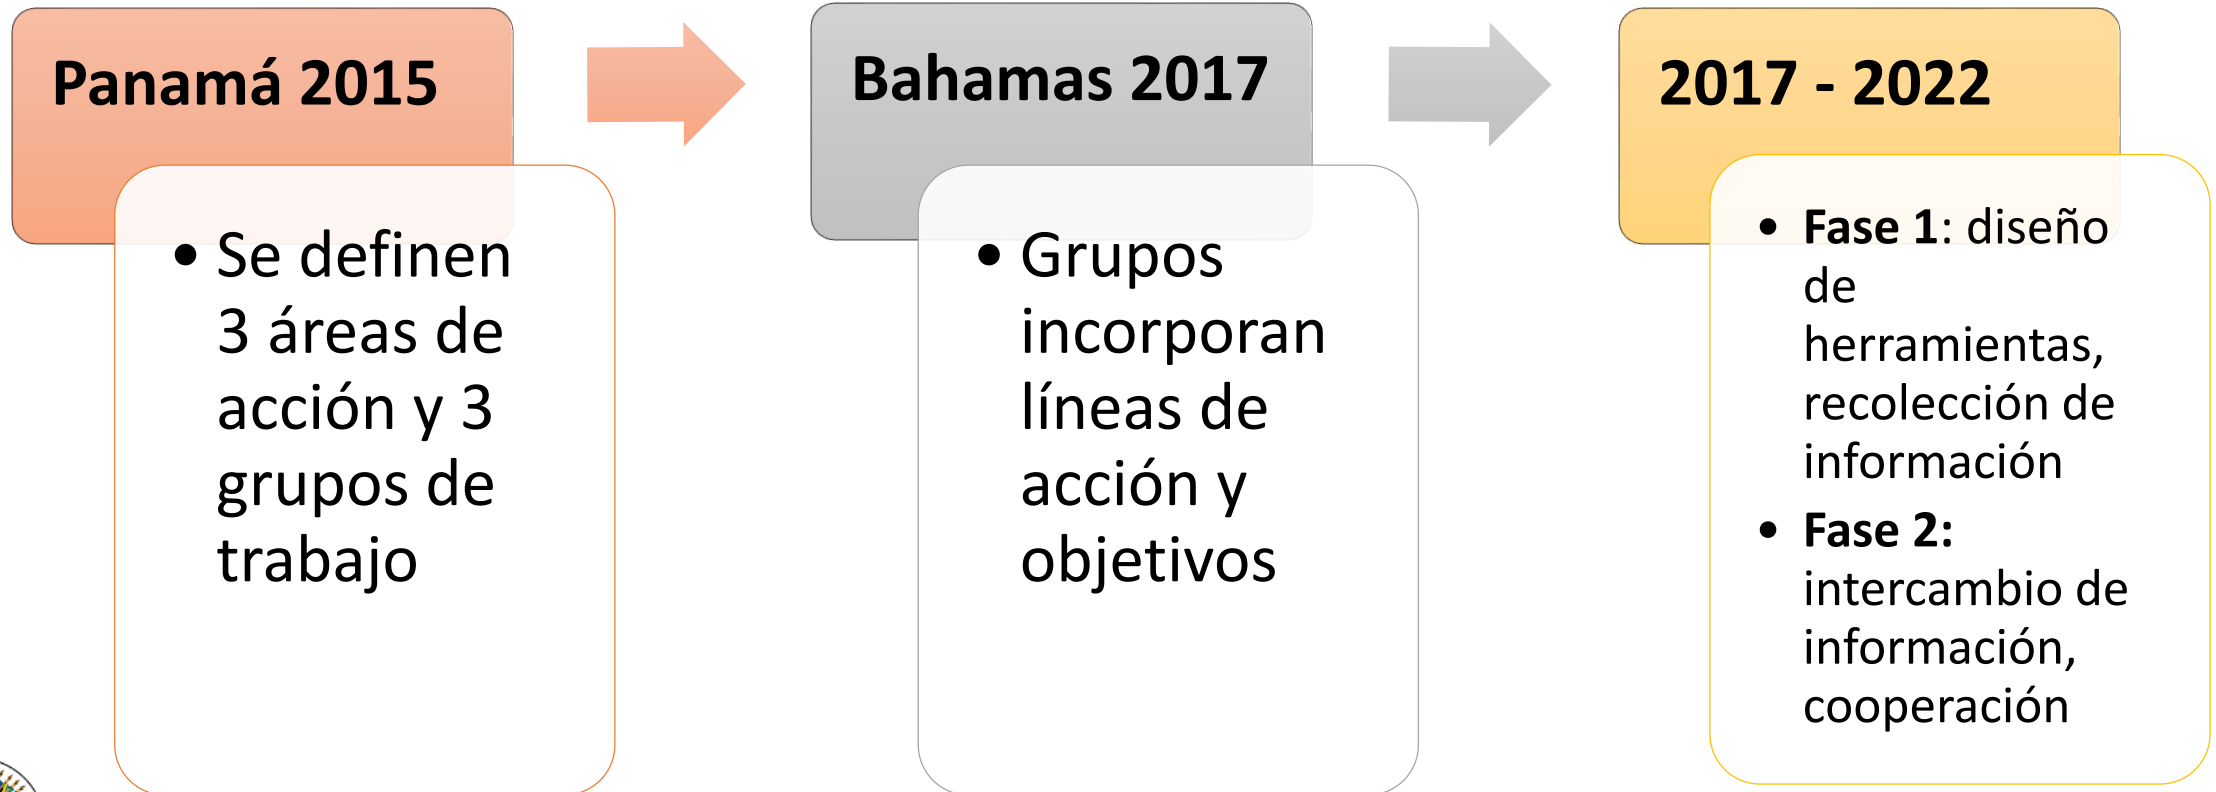 Panamá 2015
• Se definen
3 áreas de
acción y 3
grupos de
trabajo
Bahamas 2017
• Grupos
incorporan
líneas de
acción y
objetivos
2017 - 2022
• Fase 1: diseño
de
herramientas,
recolección de
información
• Fase 2:
intercambio de
información,
cooperación